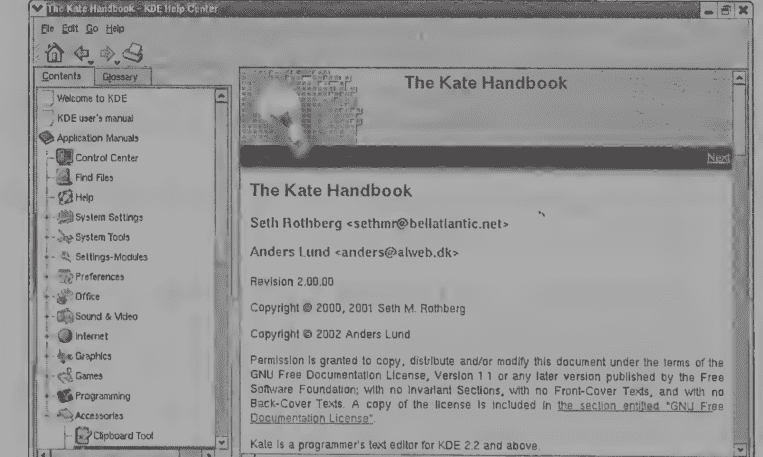 The Kate Handbook - KDE Help Center
File Edit Go Help
Contents Glossary
Welcome to KDE
KDE user's manual
Application Manuals
Control Center
Find Files
Help
System Settings
System Tools
Settings-Modules
Preferences
Office
Sound & Video
Internet
Graphics
Games
Programming
Accessories
Clipboard Tool
The Kate Handbook
Next
The Kate Handbook
Seth Rothberg <sethmr@bellatlantic.net>
Anders Lund <anders@alweb.dk>
Revision 2.00.00
Copyright © 2000, 2001 Seth M. Rothberg
Copyright © 2002 Anders Lund
Permission is granted to copy, distribute and/or modify this document under the terms of the
GNU Free Documentation License, Version 1.1 or any later version published by the Free
Software Foundation; with no Invariant Sections, with no Front-Cover Texts, and with no
Back-Cover Texts. A copy of the license is included in the section entitled "GNU Free
Documentation License".
Kate is a programmer's text editor for KDE 2.2 and above.